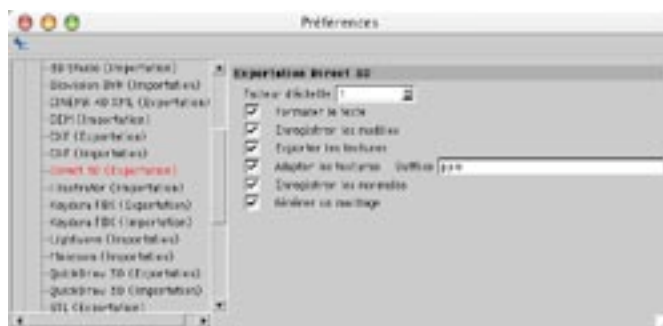 Préférences
3D Studio (Importation)
Biovision BVH (Importation)
CINEMA 4D XML (Exportation)
DEM (Importation)
DXF (Exportation)
DXF (Importation)
Direct 3D (Exportation)
Illustrator (Importation)
Kaydara FBX (Exportation)
Kaydara FBX (Importation)
Lightwave (Importation)
(Importation)
QuickDraw 3D (Exportation)
QuickDraw 3D (Importation)
STL (Exportation)
Exportation Direct 3D
Facteur d'échelle 1
Formater le texte
Enregistrer les modèles
Exporter les textures
Adapter les textures Suffixe
Enregistrer les normales
Générer un maillage